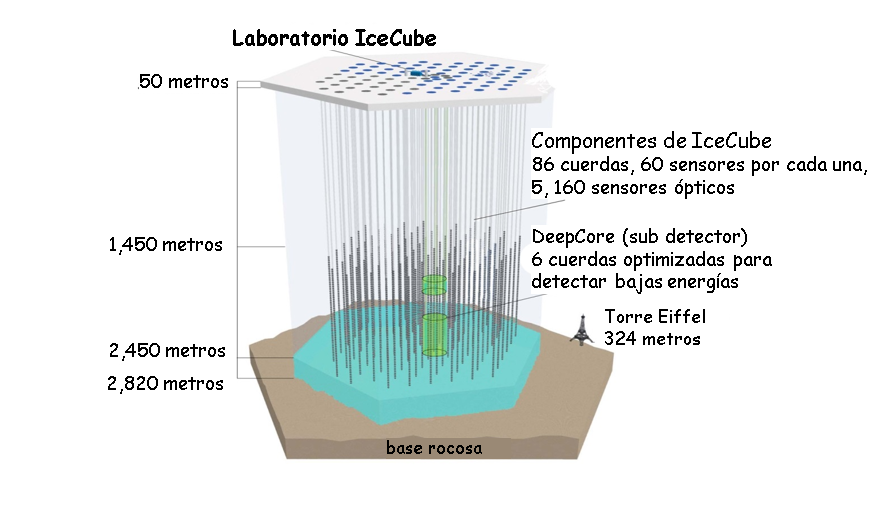 Laboratorio IceCube
50 metros
Componentes de IceCube
86 cuerdas, 60 sensores por cada una,
5, 160 sensores ópticos
1,450 metros
DeepCore (sub detector)
6 cuerdas optimizadas para
detectar bajas energías
Torre Eiffel
324 metros
2,450 metros
2,820 metros
base rocosa